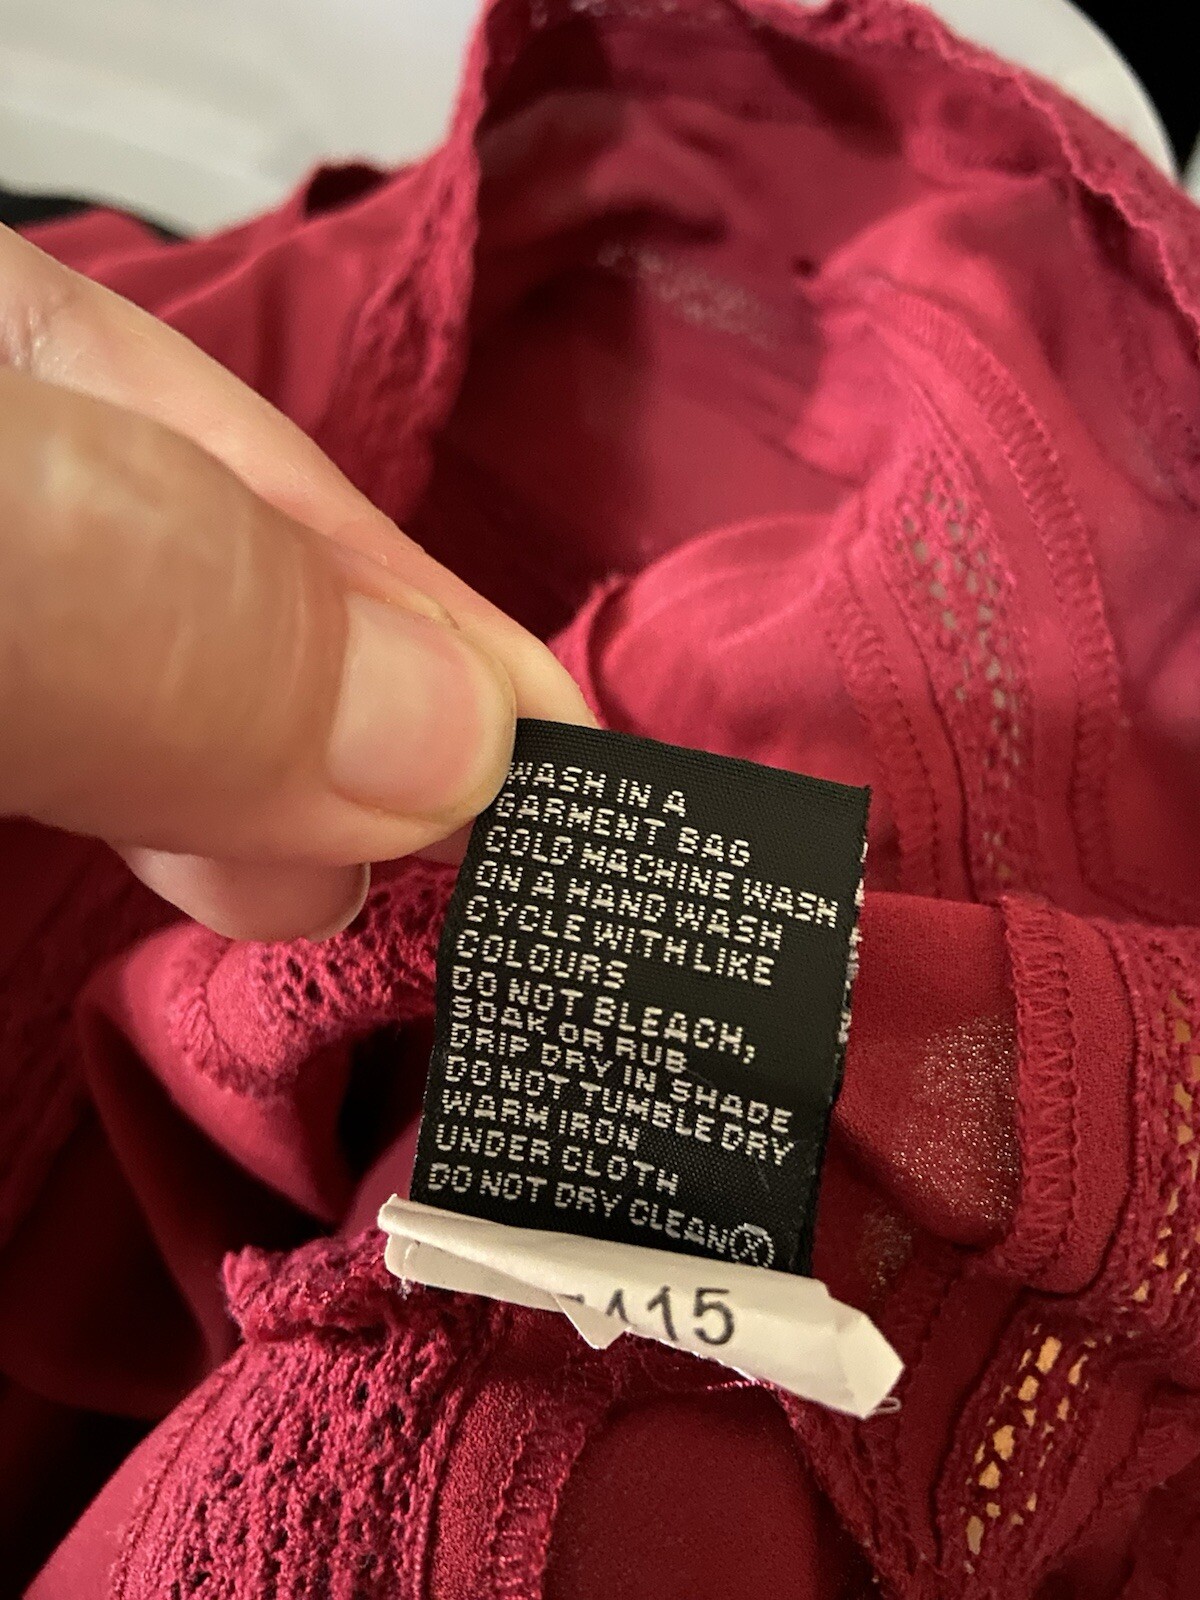 WASH IN A
GARMENT BAG
COLD MACHINE WASH
ON A HAND WASH
CYCLE WITH LIKE
COLOURS
DO NOT BLEACH,
SOAK OR RUB
DRIP DRY IN SHADE
DO NOT TUMBLE DRY
WARM IRON
UNDER CLOTH
DO NOT DRY CLEAN
15